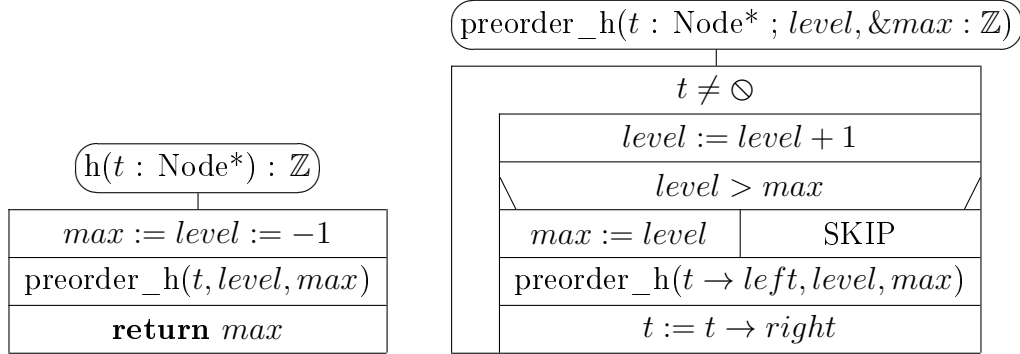 h(t : Node*) : ℤ
max := level := −1
preorder_h(t, level, max)
return max
preorder_h(t : Node* ; level, &max : ℤ)
t ≠ ⦸
level := level + 1
level > max
max := level
SKIP
preorder_h(t → left, level, max)
t := t → right